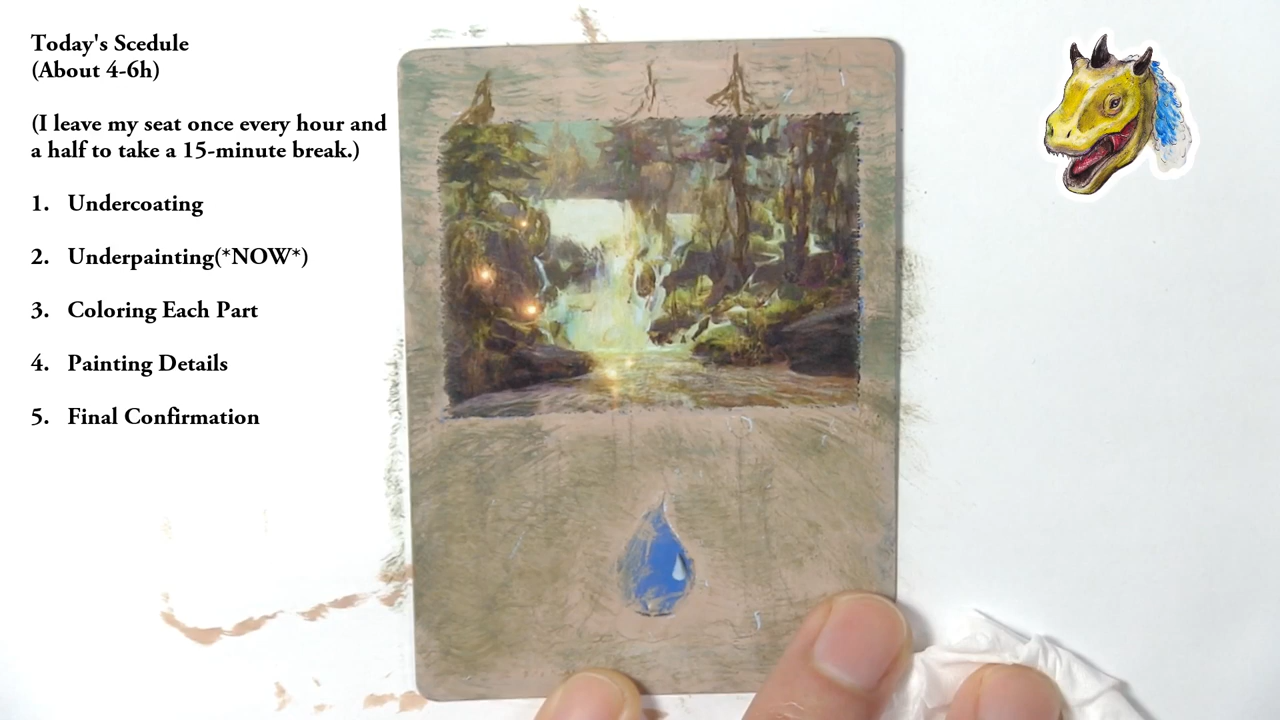 Today's Scedule
(About 4-6h)
(I leave my seat once every hour and
a half to take a 15-minute break.)
1. Undercoating
2. Underpainting(*NOW*)
3. Coloring Each Part
4. Painting Details
5. Final Confirmation